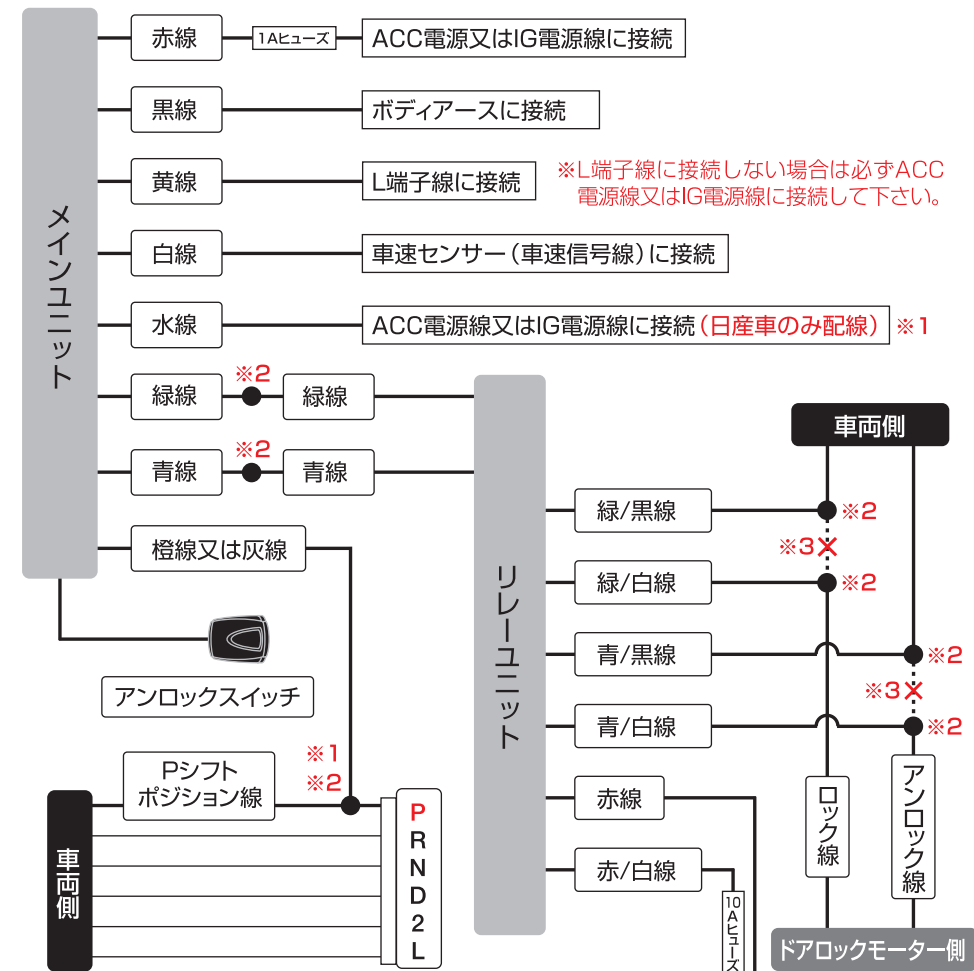 メインユニット
赤線
1Aヒューズ
ACC電源又はIG電源線に接続
黒線
ボディアースに接続
黄線
L端子線に接続
※L端子線に接続しない場合は必ずACC
電源線又はIG電源線に接続して下さい。
白線
車速センサー(車速信号線)に接続
水線
ACC電源線又はIG電源線に接続(日産車のみ配線) ※1
緑線
※2
緑線
青線
※2
青線
橙線又は灰線
アンロックスイッチ
リレーユニット
車両側
緑/黒線
※2
※3
緑/白線
※2
青/黒線
※2
※3
青/白線
※2
赤線
赤/白線
10Aヒューズ
ロック線
アンロック線
ドアロックモーター側
車両側
Pシフト
ポジション線
※1
※2
P
R
N
D
2
L